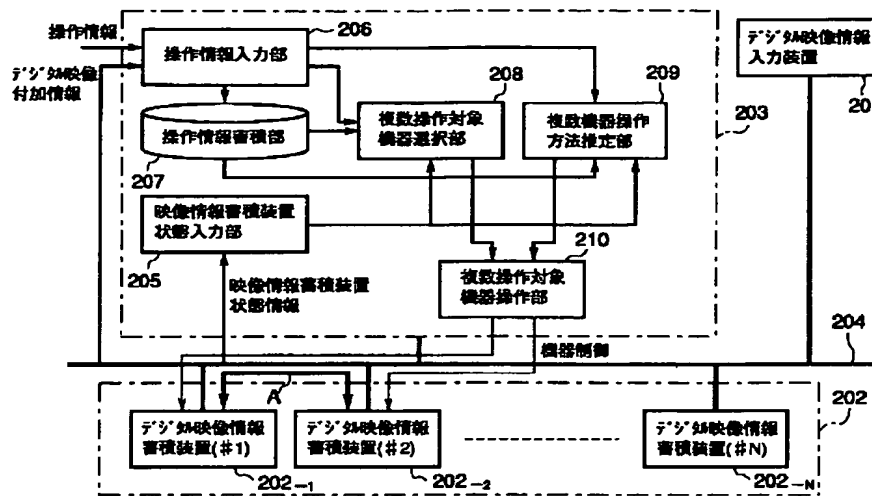 操作情報
デジタル映像
付加情報
操作情報入力部
206
操作情報蓄積部
207
複数操作対象
機器選択部
208
複数機器操作
方法推定部
209
203
デジタル映像情報
入力装置
20
映像情報蓄積装置
状態入力部
205
映像情報蓄積装置
状態情報
210
複数操作対象
機器操作部
機器制御
204
A
202
デジタル映像情報
蓄積装置(#1)
202-1
デジタル映像情報
蓄積装置(#2)
202-2
デジタル映像情報
蓄積装置(#N)
202-N